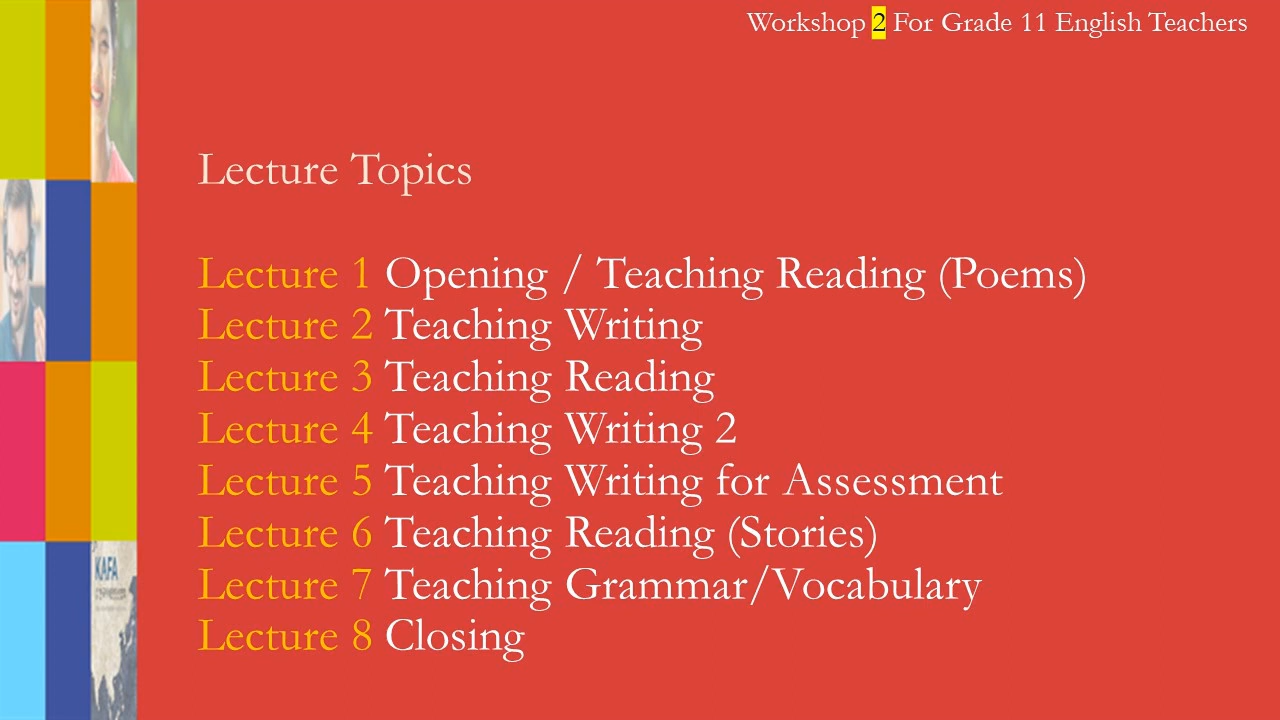 Workshop 2 For Grade 11 English Teachers
Lecture Topics
Lecture 1 Opening / Teaching Reading (Poems)
Lecture 2 Teaching Writing
Lecture 3 Teaching Reading
Lecture 4 Teaching Writing 2
Lecture 5 Teaching Writing for Assessment
Lecture 6 Teaching Reading (Stories)
Lecture 7 Teaching Grammar/Vocabulary
Lecture 8 Closing
KAFA